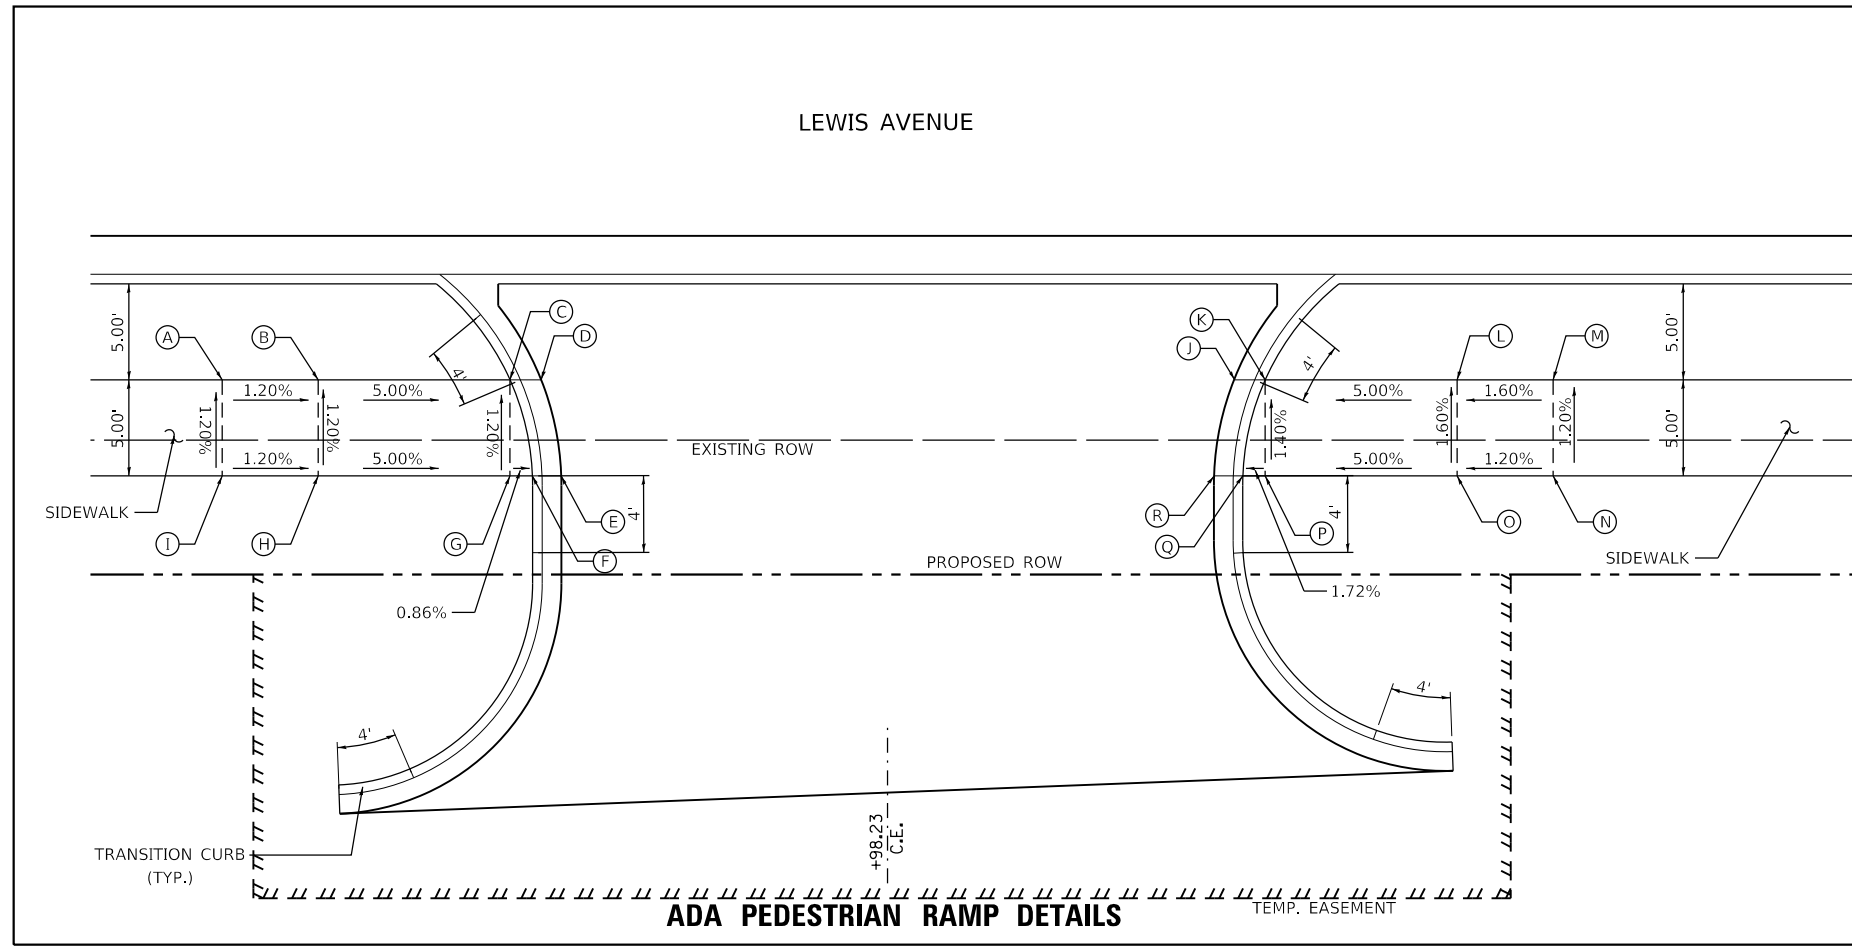 LEWIS AVENUE
5.00'
5.00'
A
B
C
D
K
J
L
M
4'
4'
1.20%
5.00%
5.00%
1.60%
5.00'
5.00'
1.20%
1.20%
1.20%
1.40%
1.60%
1.20%
EXISTING ROW
1.20%
5.00%
5.00%
1.20%
SIDEWALK
I
H
G
E
F
4'
R
Q
P
O
N
4'
SIDEWALK
PROPOSED ROW
0.86%
1.72%
4'
4'
TRANSITION CURB
(TYP.)
+98.23
C.E.
TEMP. EASEMENT
ADA PEDESTRIAN RAMP DETAILS